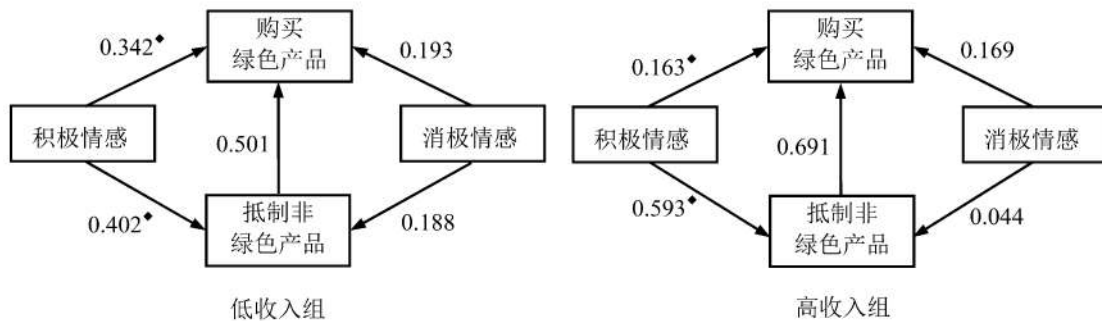 购买
绿色产品
0.342◆
0.193
积极情感
0.501
消极情感
0.402◆
抵制非
绿色产品
0.188
低收入组
购买
绿色产品
0.163◆
0.169
积极情感
0.691
消极情感
0.593◆
抵制非
绿色产品
0.044
高收入组